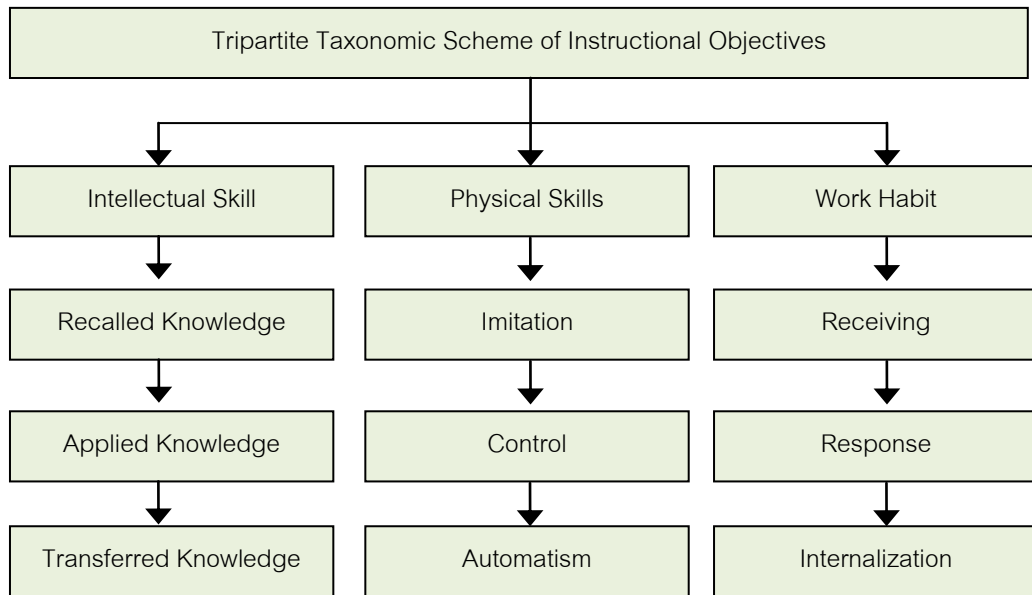 Tripartite Taxonomic Scheme of Instructional Objectives
Intellectual Skill
Physical Skills
Work Habit
Recalled Knowledge
Imitation
Receiving
Applied Knowledge
Control
Response
Transferred Knowledge
Automatism
Internalization